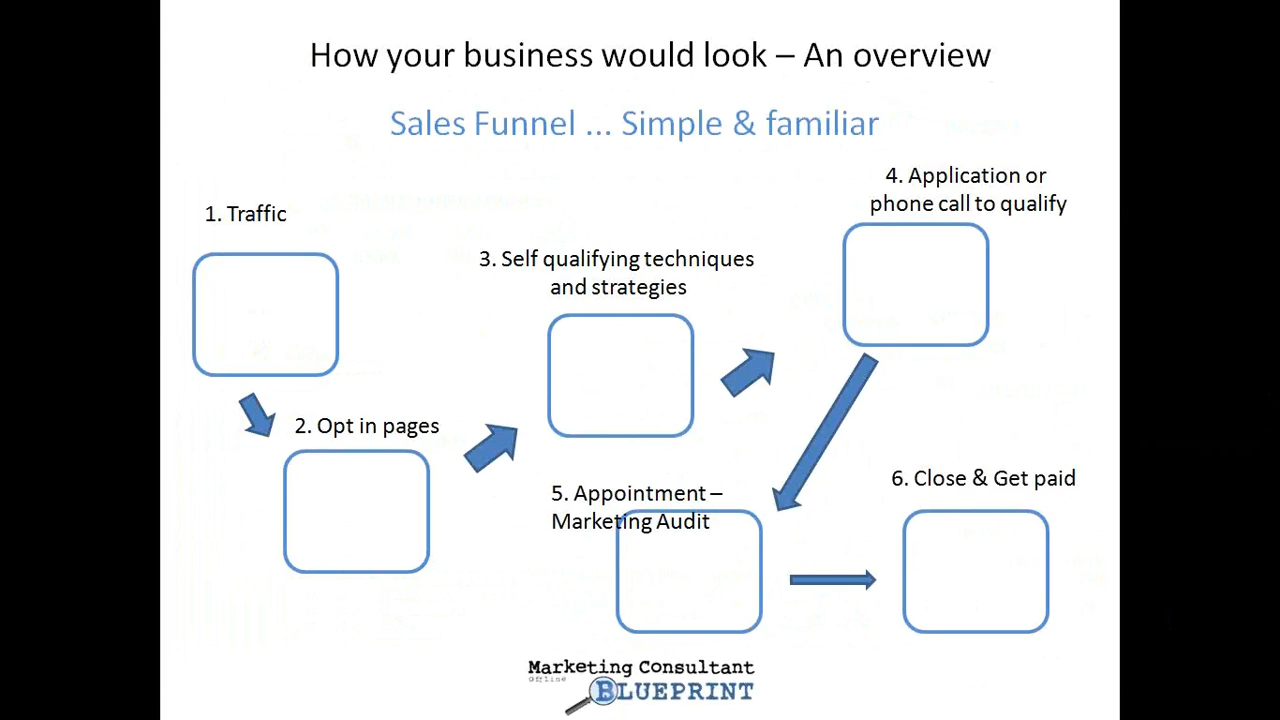 How your business would look – An overview
Sales Funnel ... Simple & familiar
1. Traffic
2. Opt in pages
3. Self qualifying techniques
and strategies
4. Application or
phone call to qualify
5. Appointment –
Marketing Audit
6. Close & Get paid
Marketing Consultant
Offline
BLUEPRINT